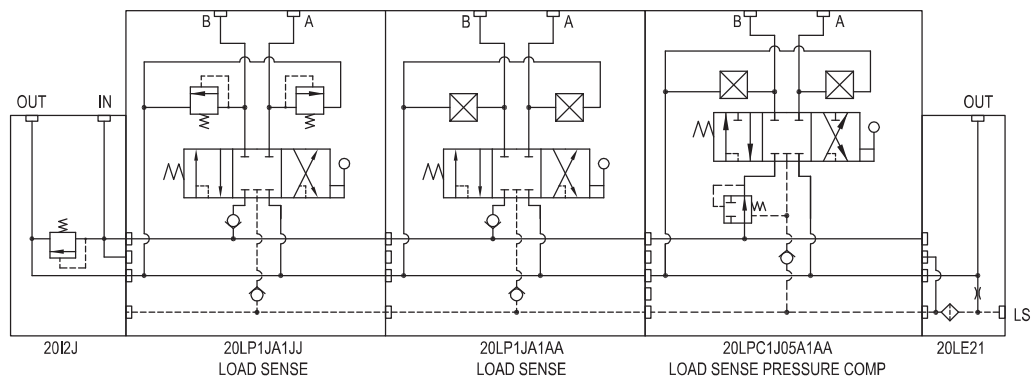 B A B A B A
OUT IN OUT
LS
20I2J 20LP1JA1JJ 20LP1JA1AA 20LPC1J05A1AA 20LE21
LOAD SENSE LOAD SENSE LOAD SENSE PRESSURE COMP